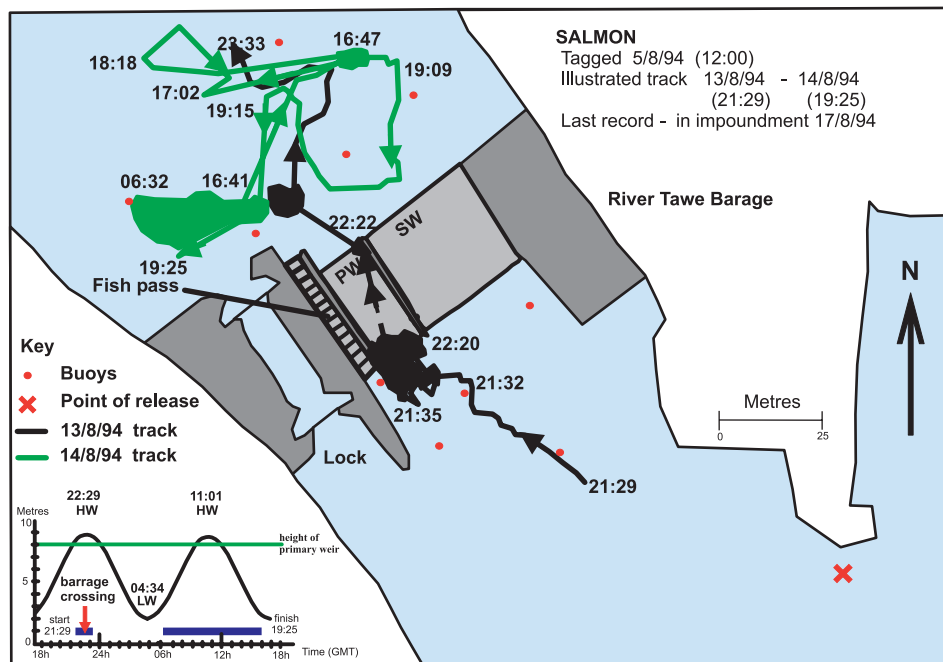 SALMON
Tagged 5/8/94 (12:00)
Illustrated track 13/8/94 - 14/8/94
(21:29) (19:25)
Last record - in impoundment 17/8/94
River Tawe Barage
23:33
16:47
18:18
19:09
17:02
19:15
06:32
16:41
22:22
SW
PW
19:25
Fish pass
22:20
21:32
21:35
21:29
Lock
N
Metres
0 25
Key
Buoys
Point of release
13/8/94 track
14/8/94 track
22:29
HW
11:01
HW
Metres
10
5
0
height of
primary weir
barrage
crossing
04:34
LW
start
21:29
finish
19:25
18h 24h 06h 12h 18h Time (GMT)